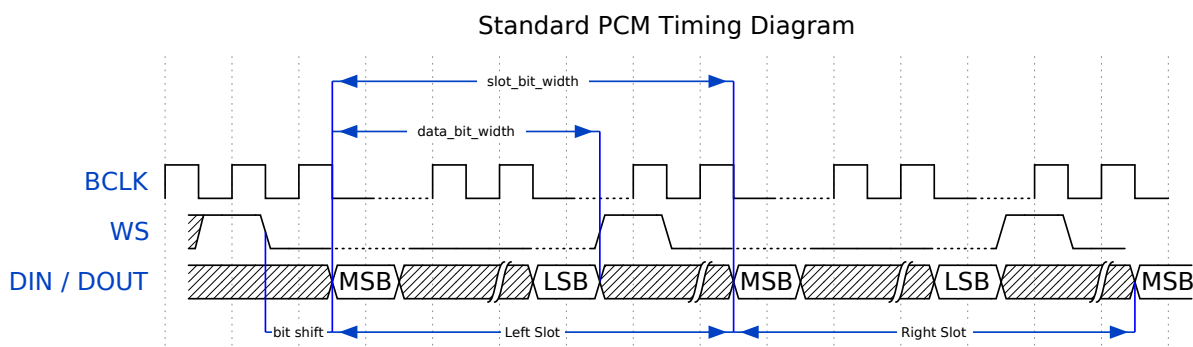 Standard PCM Timing Diagram
slot_bit_width
data_bit_width
BCLK
WS
DIN / DOUT
MSB
LSB
MSB
LSB
MSB
bit shift
Left Slot
Right Slot